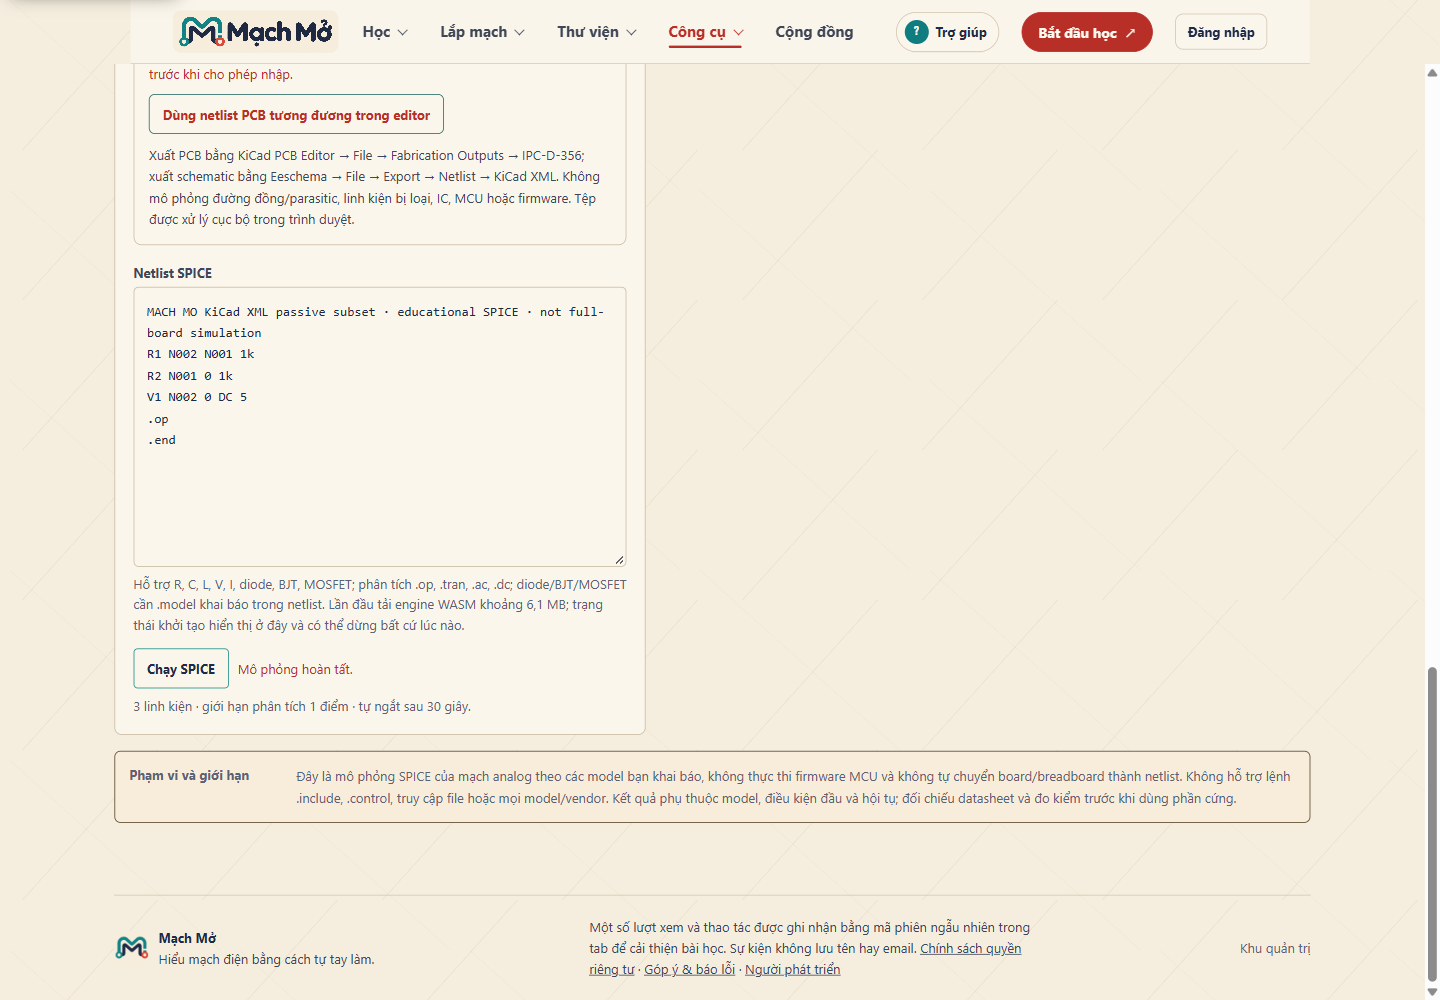 Mạch Mở
Học
Lắp mạch
Thư viện
Công cụ
Cộng đồng
? Trợ giúp
Bắt đầu học ↗
Đăng nhập
trước khi cho phép nhập.
Dùng netlist PCB tương đương trong editor
Xuất PCB bằng KiCad PCB Editor → File → Fabrication Outputs → IPC-D-356;
xuất schematic bằng Eeschema → File → Export → Netlist → KiCad XML. Không
mô phỏng đường đồng/parasitic, linh kiện bị loại, IC, MCU hoặc firmware. Tệp
được xử lý cục bộ trong trình duyệt.
Netlist SPICE
MACH MO KiCad XML passive subset · educational SPICE · not full-
board simulation
R1 N002 N001 1k
R2 N001 0 1k
V1 N002 0 DC 5
.op
.end
Hỗ trợ R, C, L, V, I, diode, BJT, MOSFET; phân tích .op, .tran, .ac, .dc; diode/BJT/MOSFET
cần .model khai báo trong netlist. Lần đầu tải engine WASM khoảng 6,1 MB; trạng
thái khởi tạo hiển thị ở đây và có thể dừng bất cứ lúc nào.
Chạy SPICE
Mô phỏng hoàn tất.
3 linh kiện · giới hạn phân tích 1 điểm · tự ngắt sau 30 giây.
Phạm vi và giới hạn
Đây là mô phỏng SPICE của mạch analog theo các model bạn khai báo, không thực thi firmware MCU và không tự chuyển board/breadboard thành netlist. Không hỗ trợ lệnh
.include, .control, truy cập file hoặc mọi model/vendor. Kết quả phụ thuộc model, điều kiện đầu và hội tụ; đối chiếu datasheet và đo kiểm trước khi dùng phần cứng.
Mạch Mở
Hiểu mạch điện bằng cách tự tay làm.
Một số lượt xem và thao tác được ghi nhận bằng mã phiên ngẫu nhiên trong
tab để cải thiện bài học. Sự kiện không lưu tên hay email. Chính sách quyền
riêng tư · Góp ý & báo lỗi · Người phát triển
Khu quản trị